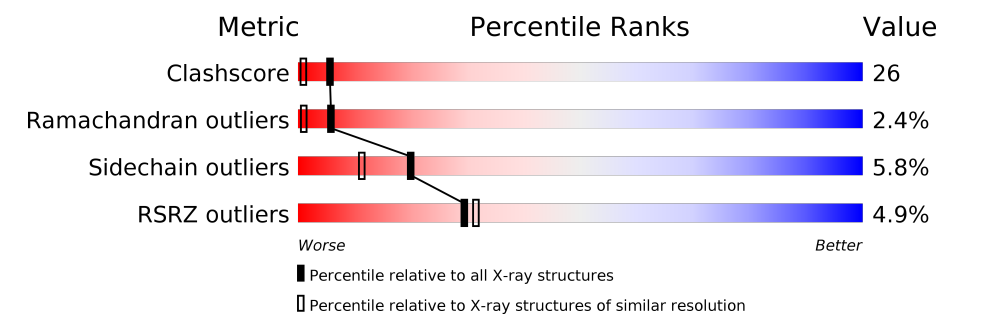 Metric Percentile Ranks Value
Clashscore 26
Ramachandran outliers 2.4%
Sidechain outliers 5.8%
RSRZ outliers 4.9%
Worse Better
Percentile relative to all X-ray structures
Percentile relative to X-ray structures of similar resolution